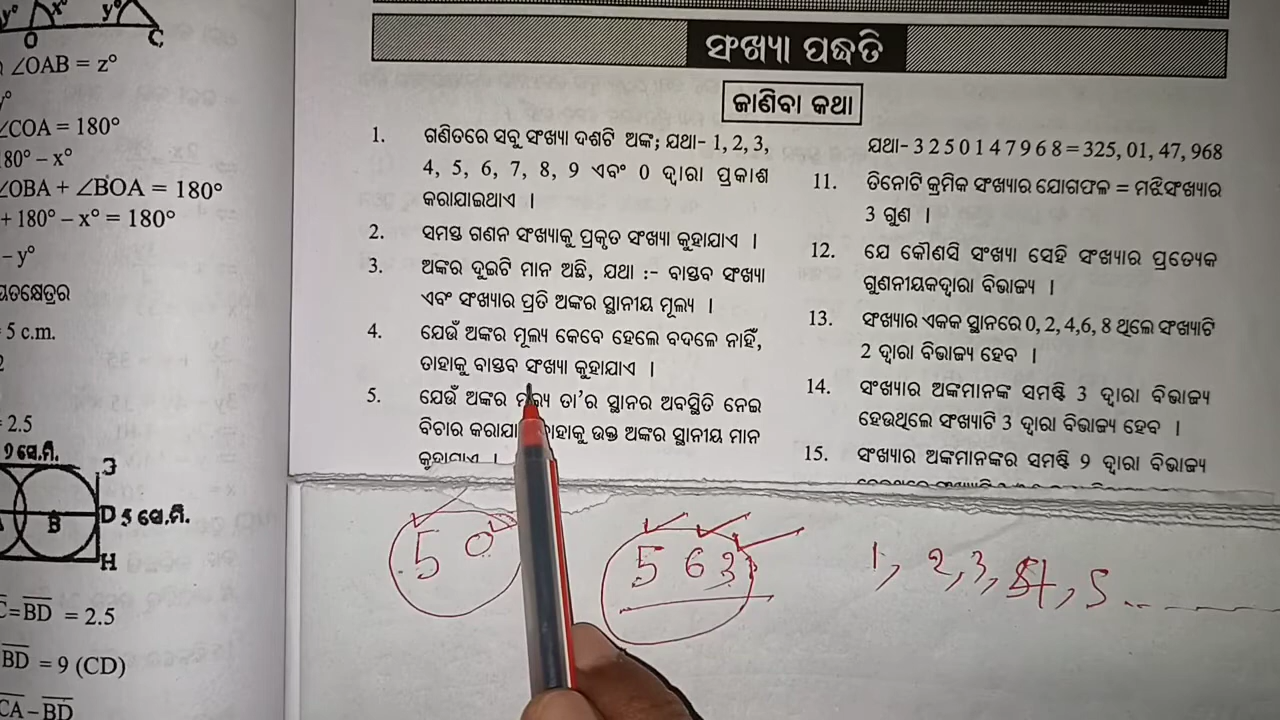 y° x° y°
O C
∠OAB = z°
y°
∠COA = 180°
180° – x°
∠OBA + ∠BOA = 180°
+ 180° – x° = 180°
– y°
= 5 c.m.
= 2.5
9 ସେ.ମି.
B D 5 ସେ.ମି.
H
= BD = 2.5
BD = 9 (CD)
CA – BD
ସଂଖ୍ୟା ପଦ୍ଧତି
ଜାଣିବା କଥା
1. ଗଣିତରେ ସବୁ ସଂଖ୍ୟା ଦଶଟି ଅଙ୍କ; ଯଥା- 1, 2, 3,
4, 5, 6, 7, 8, 9 ଏବଂ 0 ଦ୍ୱାରା ପ୍ରକାଶ
କରାଯାଇଥାଏ ।
2. ସମସ୍ତ ଗଣନ ସଂଖ୍ୟାକୁ ପ୍ରକୃତ ସଂଖ୍ୟା କୁହାଯାଏ ।
3. ଅଙ୍କର ଦୁଇଟି ମାନ ଅଛି, ଯଥା :- ବାସ୍ତବ ସଂଖ୍ୟା
ଏବଂ ସଂଖ୍ୟାର ପ୍ରତି ଅଙ୍କର ସ୍ଥାନୀୟ ମୂଲ୍ୟ ।
4. ଯେଉଁ ଅଙ୍କର ମୂଲ୍ୟ କେବେ ହେଲେ ବଦଳେ ନାହିଁ,
ତାହାକୁ ବାସ୍ତବ ସଂଖ୍ୟା କୁହାଯାଏ ।
5. ଯେଉଁ ଅଙ୍କର ମୂଲ୍ୟ ତା'ର ସ୍ଥାନର ଅବସ୍ଥିତି ନେଇ
ବିଚାର କରାଯାଏ ତାହାକୁ ଉକ୍ତ ଅଙ୍କର ସ୍ଥାନୀୟ ମାନ
କୁହାଯାଏ ।
ଯଥା- 3 2 5 0 1 4 7 9 6 8 = 325, 01, 47, 968
11. ତିନୋଟି କ୍ରମିକ ସଂଖ୍ୟାର ଯୋଗଫଳ = ମଝିସଂଖ୍ୟାର
3 ଗୁଣ ।
12. ଯେ କୌଣସି ସଂଖ୍ୟା ସେହି ସଂଖ୍ୟାର ପ୍ରତ୍ୟେକ
ଗୁଣନୀୟକଦ୍ୱାରା ବିଭାଜ୍ୟ ।
13. ସଂଖ୍ୟାର ଏକକ ସ୍ଥାନରେ 0, 2, 4,6, 8 ଥିଲେ ସଂଖ୍ୟାଟି
2 ଦ୍ୱାରା ବିଭାଜ୍ୟ ହେବ ।
14. ସଂଖ୍ୟାର ଅଙ୍କମାନଙ୍କ ସମଷ୍ଟି 3 ଦ୍ୱାରା ବିଭାଜ୍ୟ
ହେଉଥିଲେ ସଂଖ୍ୟାଟି 3 ଦ୍ୱାରା ବିଭାଜ୍ୟ ହେବ ।
15. ସଂଖ୍ୟାର ଅଙ୍କମାନଙ୍କର ସମଷ୍ଟି 9 ଦ୍ୱାରା ବିଭାଜ୍ୟ
5 0 5 6 3 1, 2, 3, 4, 5